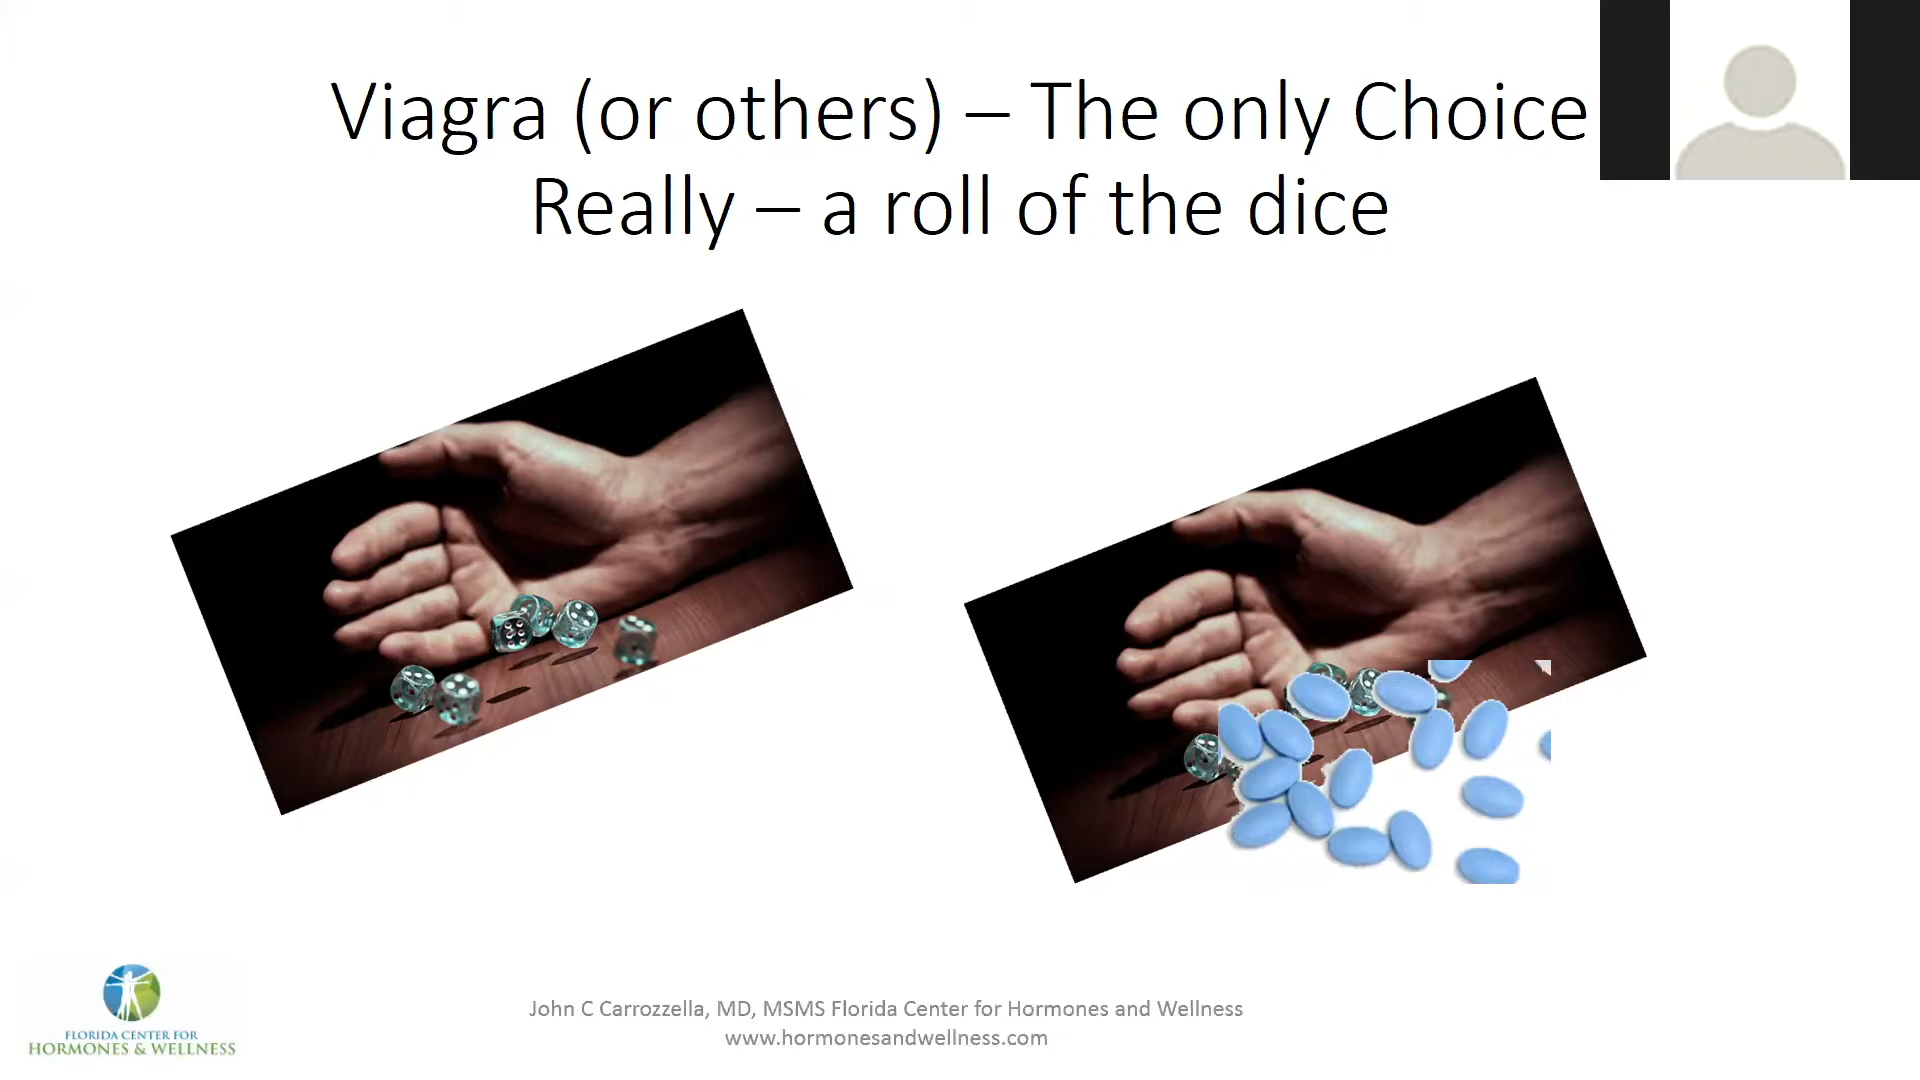 Viagra (or others) – The only Choice
Really – a roll of the dice
FLORIDA CENTER FOR
HORMONES & WELLNESS
John C Carrozzella, MD, MSMS Florida Center for Hormones and Wellness
www.hormonesandwellness.com